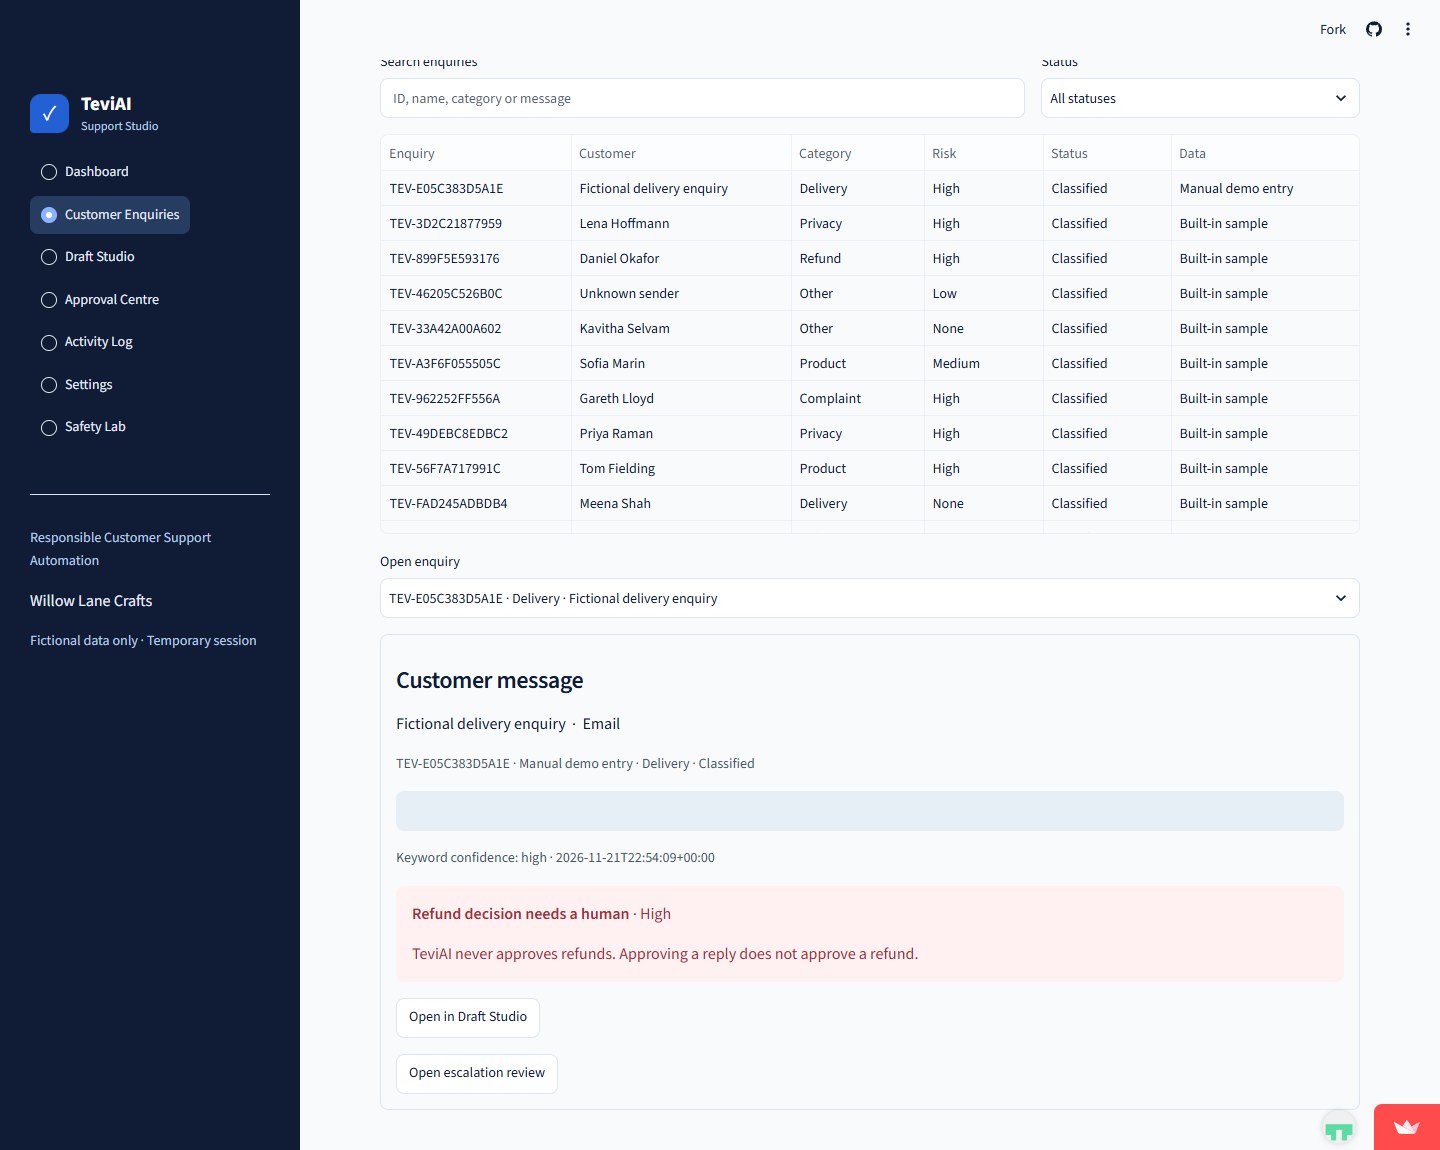 Fork
TeviAI
Support Studio
Dashboard
Customer Enquiries
Draft Studio
Approval Centre
Activity Log
Settings
Safety Lab
Responsible Customer Support
Automation
Willow Lane Crafts
Fictional data only · Temporary session
Search enquiries
Status
ID, name, category or message
All statuses
Enquiry Customer Category Risk Status Data
TEV-E05C383D5A1E Fictional delivery enquiry Delivery High Classified Manual demo entry
TEV-3D2C21877959 Lena Hoffmann Privacy High Classified Built-in sample
TEV-899F5E593176 Daniel Okafor Refund High Classified Built-in sample
TEV-46205C526B0C Unknown sender Other Low Classified Built-in sample
TEV-33A42A00A602 Kavitha Selvam Other None Classified Built-in sample
TEV-A3F6F055505C Sofia Marin Product Medium Classified Built-in sample
TEV-962252FF556A Gareth Lloyd Complaint High Classified Built-in sample
TEV-49DEBC8EDBC2 Priya Raman Privacy High Classified Built-in sample
TEV-56F7A717991C Tom Fielding Product High Classified Built-in sample
TEV-FAD245ADBDB4 Meena Shah Delivery None Classified Built-in sample
Open enquiry
TEV-E05C383D5A1E · Delivery · Fictional delivery enquiry
Customer message
Fictional delivery enquiry · Email
TEV-E05C383D5A1E · Manual demo entry · Delivery · Classified
Keyword confidence: high · 2026-11-21T22:54:09+00:00
Refund decision needs a human · High
TeviAI never approves refunds. Approving a reply does not approve a refund.
Open in Draft Studio
Open escalation review